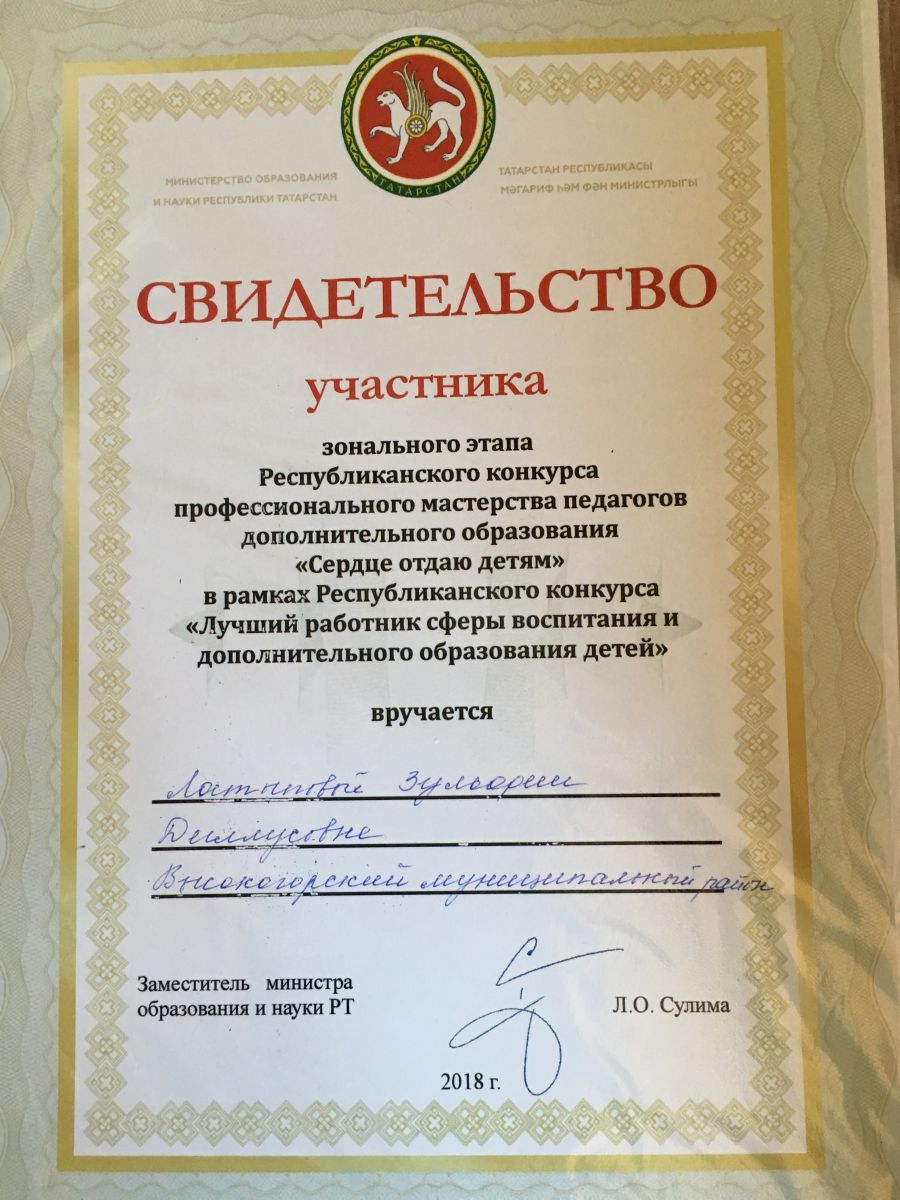 МИНИСТЕРСТВО ОБРАЗОВАНИЯ
И НАУКИ РЕСПУБЛИКИ ТАТАРСТАН
ТАТАРСТАН
ТАТАРСТАН РЕСПУБЛИКАСЫ
МӘГАРИФ ҺӘМ ФӘН МИНИСТРЛЫГЫ
СВИДЕТЕЛЬСТВО
участника
зонального этапа
Республиканского конкурса
профессионального мастерства педагогов
дополнительного образования
«Сердце отдаю детям»
в рамках Республиканского конкурса
«Лучший работник сферы воспитания и
дополнительного образования детей»
вручается
Латыповой
Высокогорский муниципальный район
Заместитель министра
образования и науки РТ
Л.О. Сулима
2018 г.